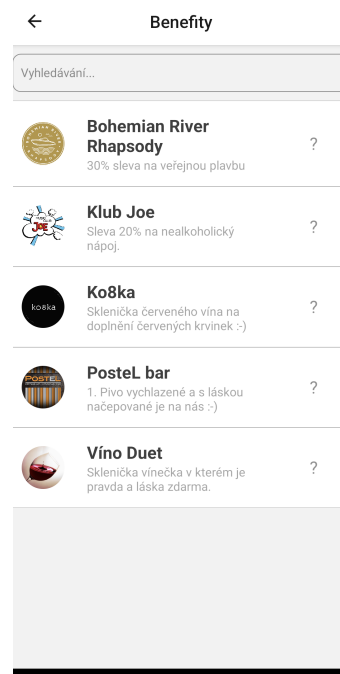 Benefity
Vyhledávání...
Bohemian River
Rhapsody
30% sleva na veřejnou plavbu
?
Klub Joe
Sleva 20% na nealkoholický
nápoj.
?
JOE
ko8ka
Ko8ka
Sklenička červeného vína na
doplnění červených krvinek :-)
?
POSTEL
PosteL bar
1. Pivo vychlazené a s láskou
načepované je na nás :-)
?
Víno Duet
Sklenička vínečka v kterém je
pravda a láska zdarma.
?